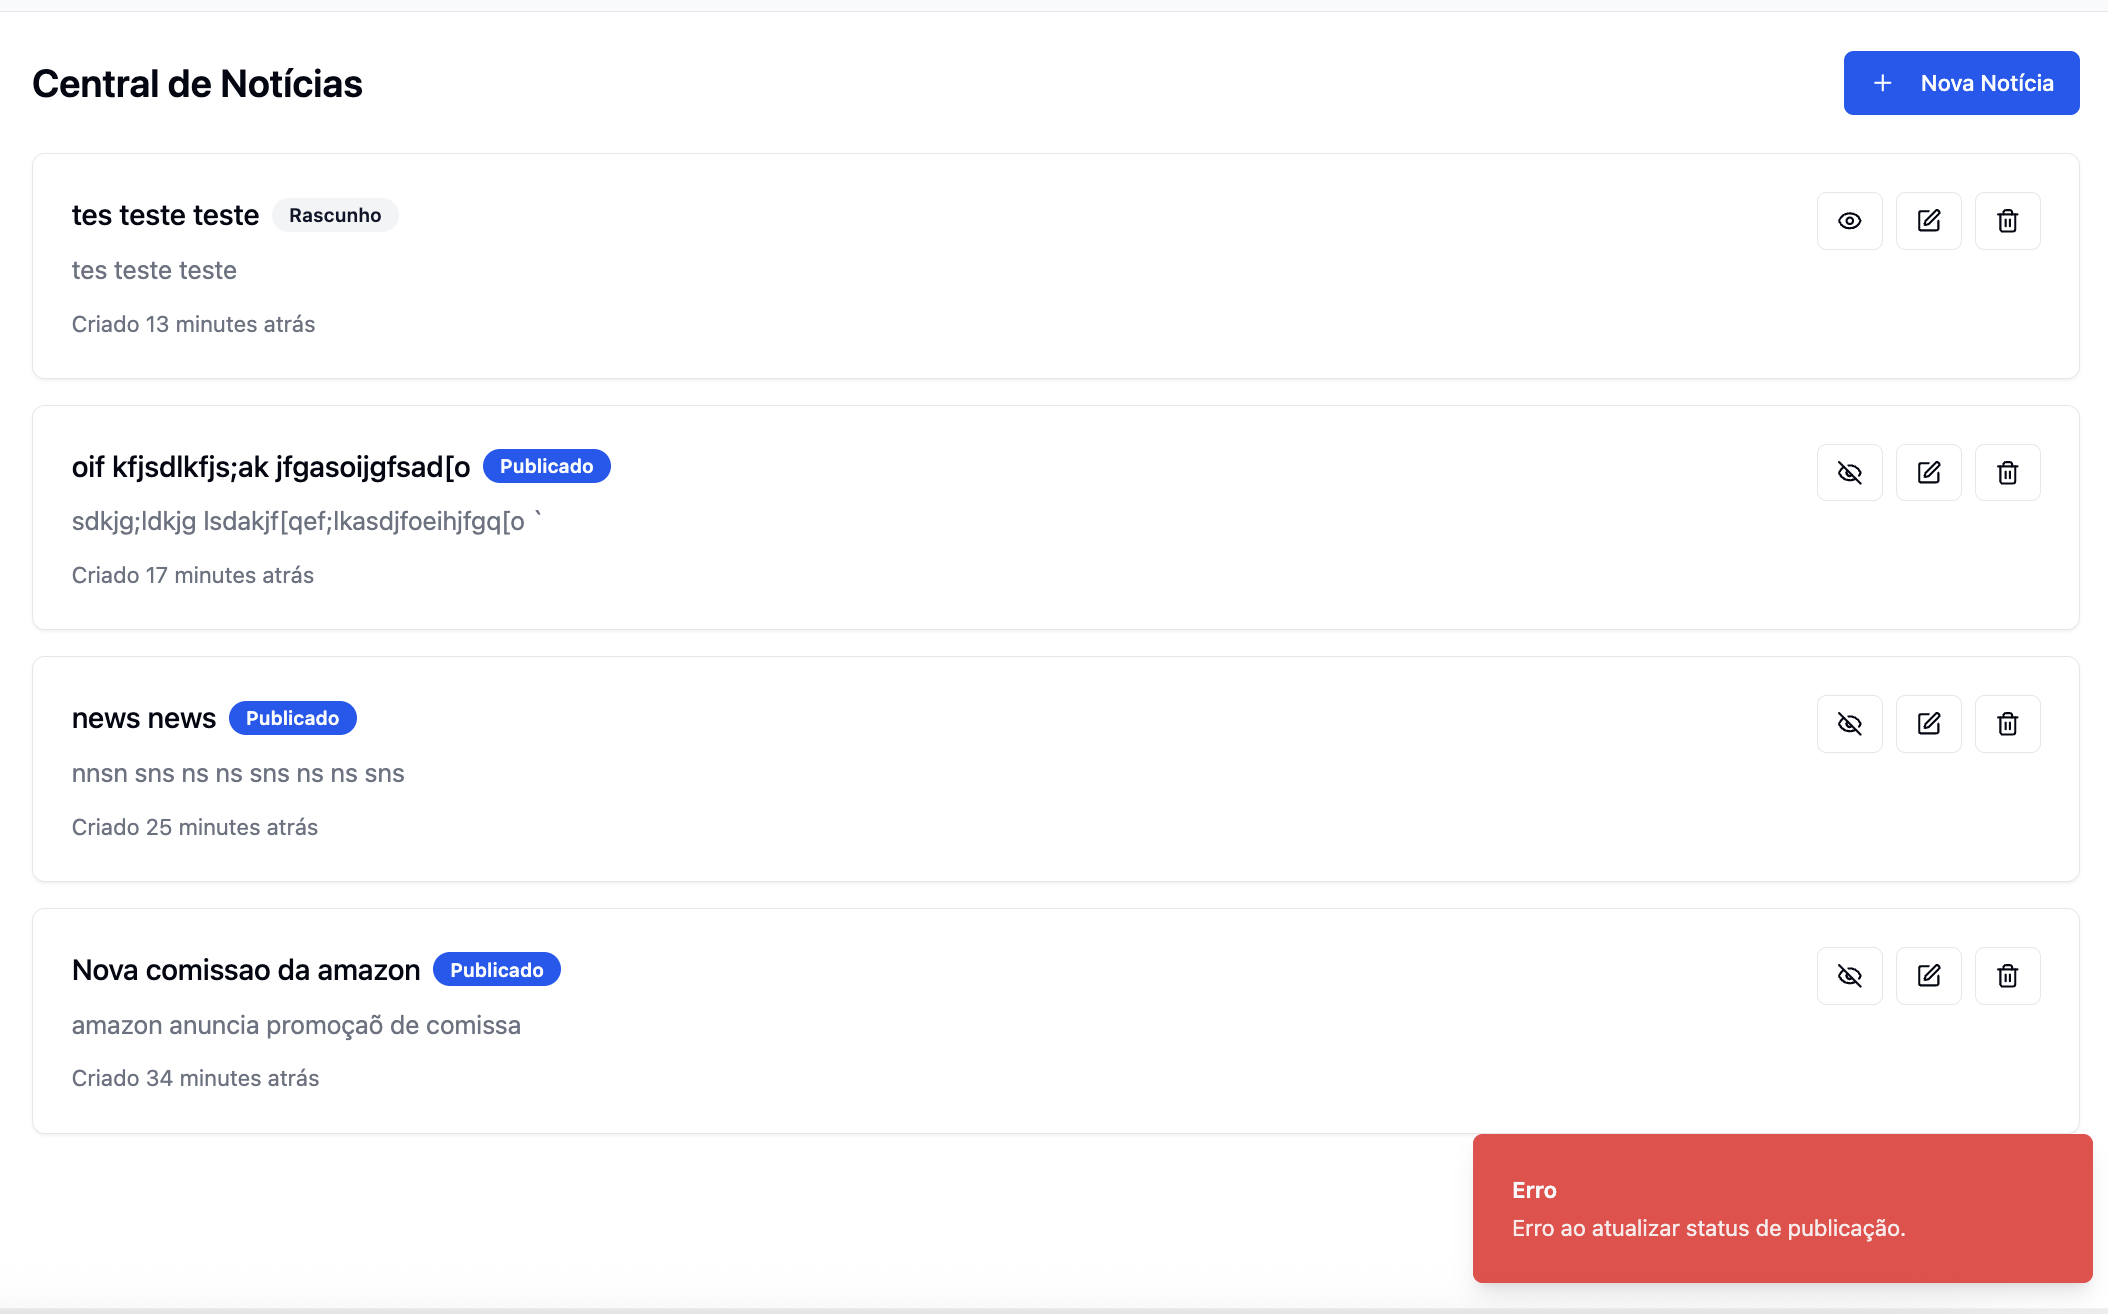 Central de Notícias
Nova Notícia
tes teste teste Rascunho
tes teste teste
Criado 13 minutes atrás
oif kfjsdlkfjs;ak jfgasoijgfsad[o Publicado
sdkjg;ldkjg lsdakjf[qef;lkasdjfoeihjfgq[o `
Criado 17 minutes atrás
news news Publicado
nnsn sns ns ns sns ns ns sns
Criado 25 minutes atrás
Nova comissao da amazon Publicado
amazon anuncia promoçaõ de comissa
Criado 34 minutes atrás
Erro
Erro ao atualizar status de publicação.